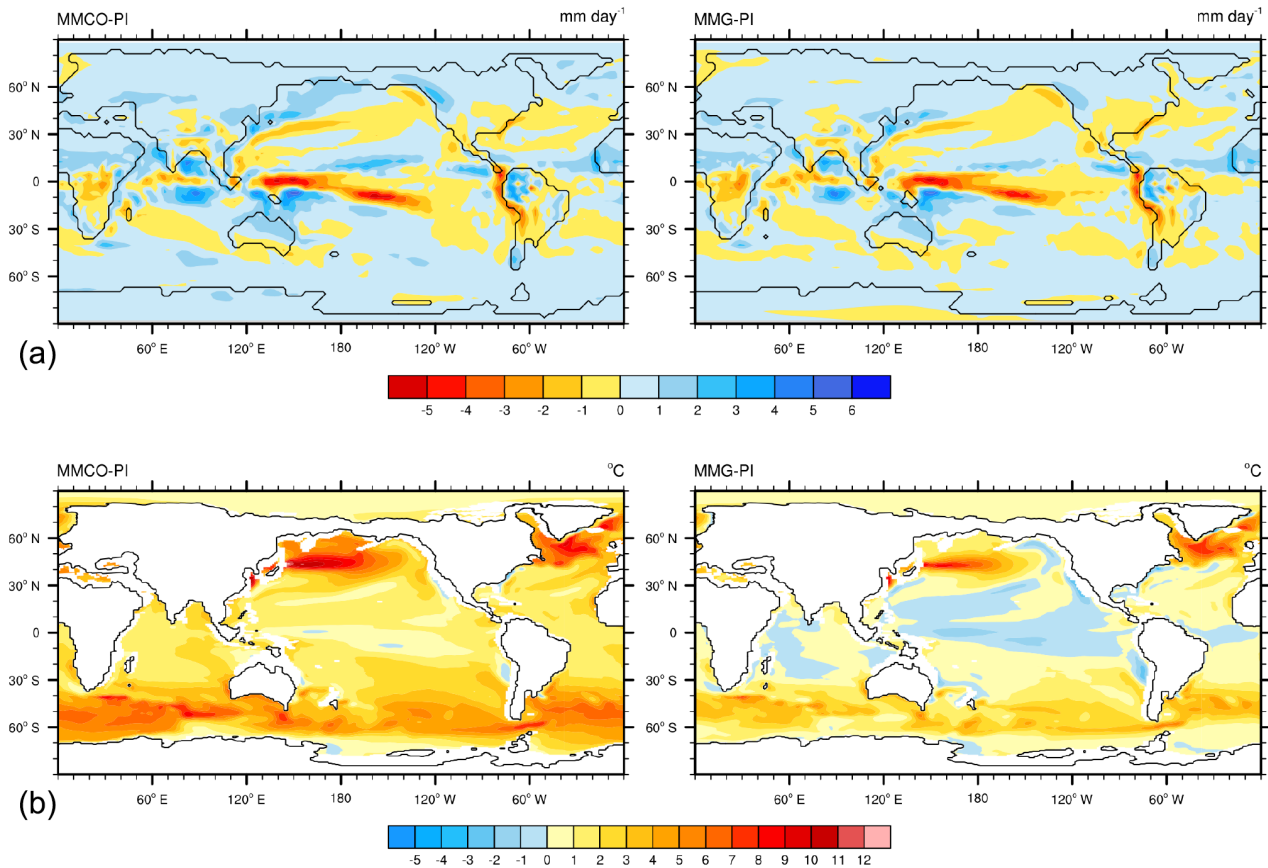 MMCO-PI mm day-1 MMG-PI mm day-1
60° N 60° N
30° N 30° N
0 0
30° S 30° S
60° S 60° S
60° E 120° E 180 120° W 60° W 60° E 120° E 180 120° W 60° W
(a)
-5 -4 -3 -2 -1 0 1 2 3 4 5 6
MMCO-PI °C MMG-PI °C
60° N 60° N
30° N 30° N
0 0
30° S 30° S
60° S 60° S
60° E 120° E 180 120° W 60° W 60° E 120° E 180 120° W 60° W
(b)
-5 -4 -3 -2 -1 0 1 2 3 4 5 6 7 8 9 10 11 12